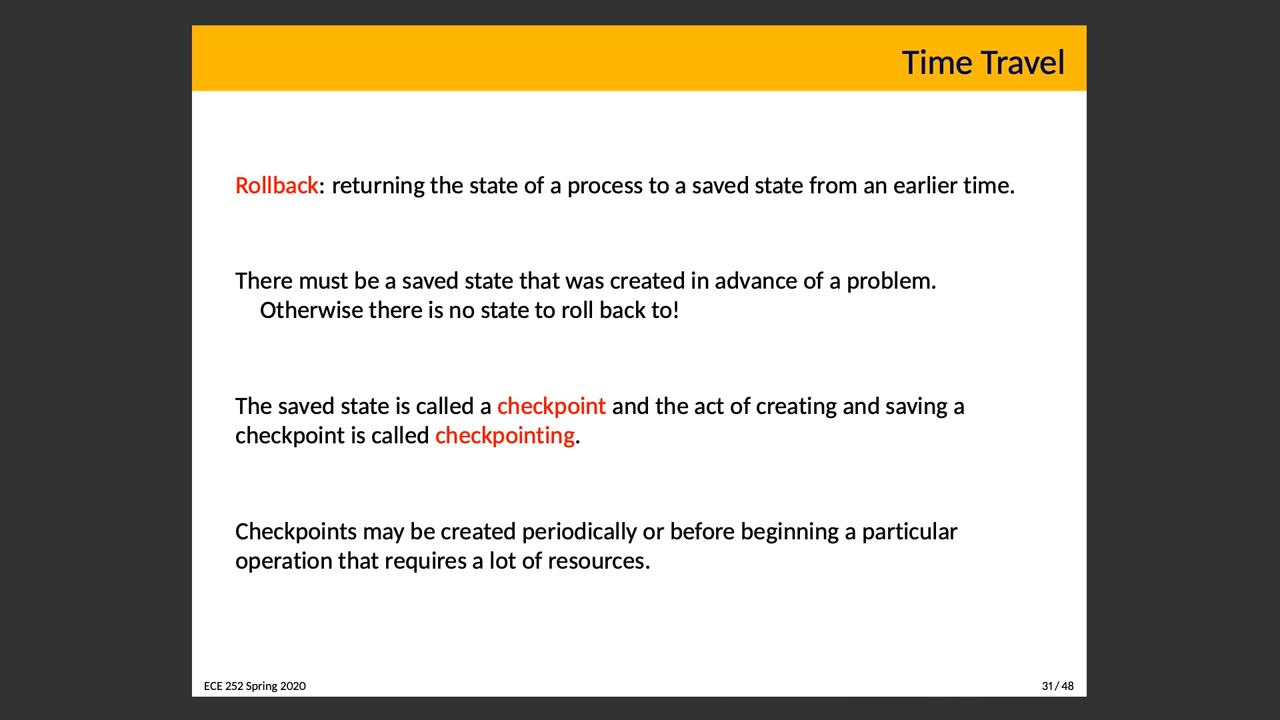 Time Travel
Rollback: returning the state of a process to a saved state from an earlier time.
There must be a saved state that was created in advance of a problem.
Otherwise there is no state to roll back to!
The saved state is called a checkpoint and the act of creating and saving a
checkpoint is called checkpointing.
Checkpoints may be created periodically or before beginning a particular
operation that requires a lot of resources.
ECE 252 Spring 2020
31 / 48